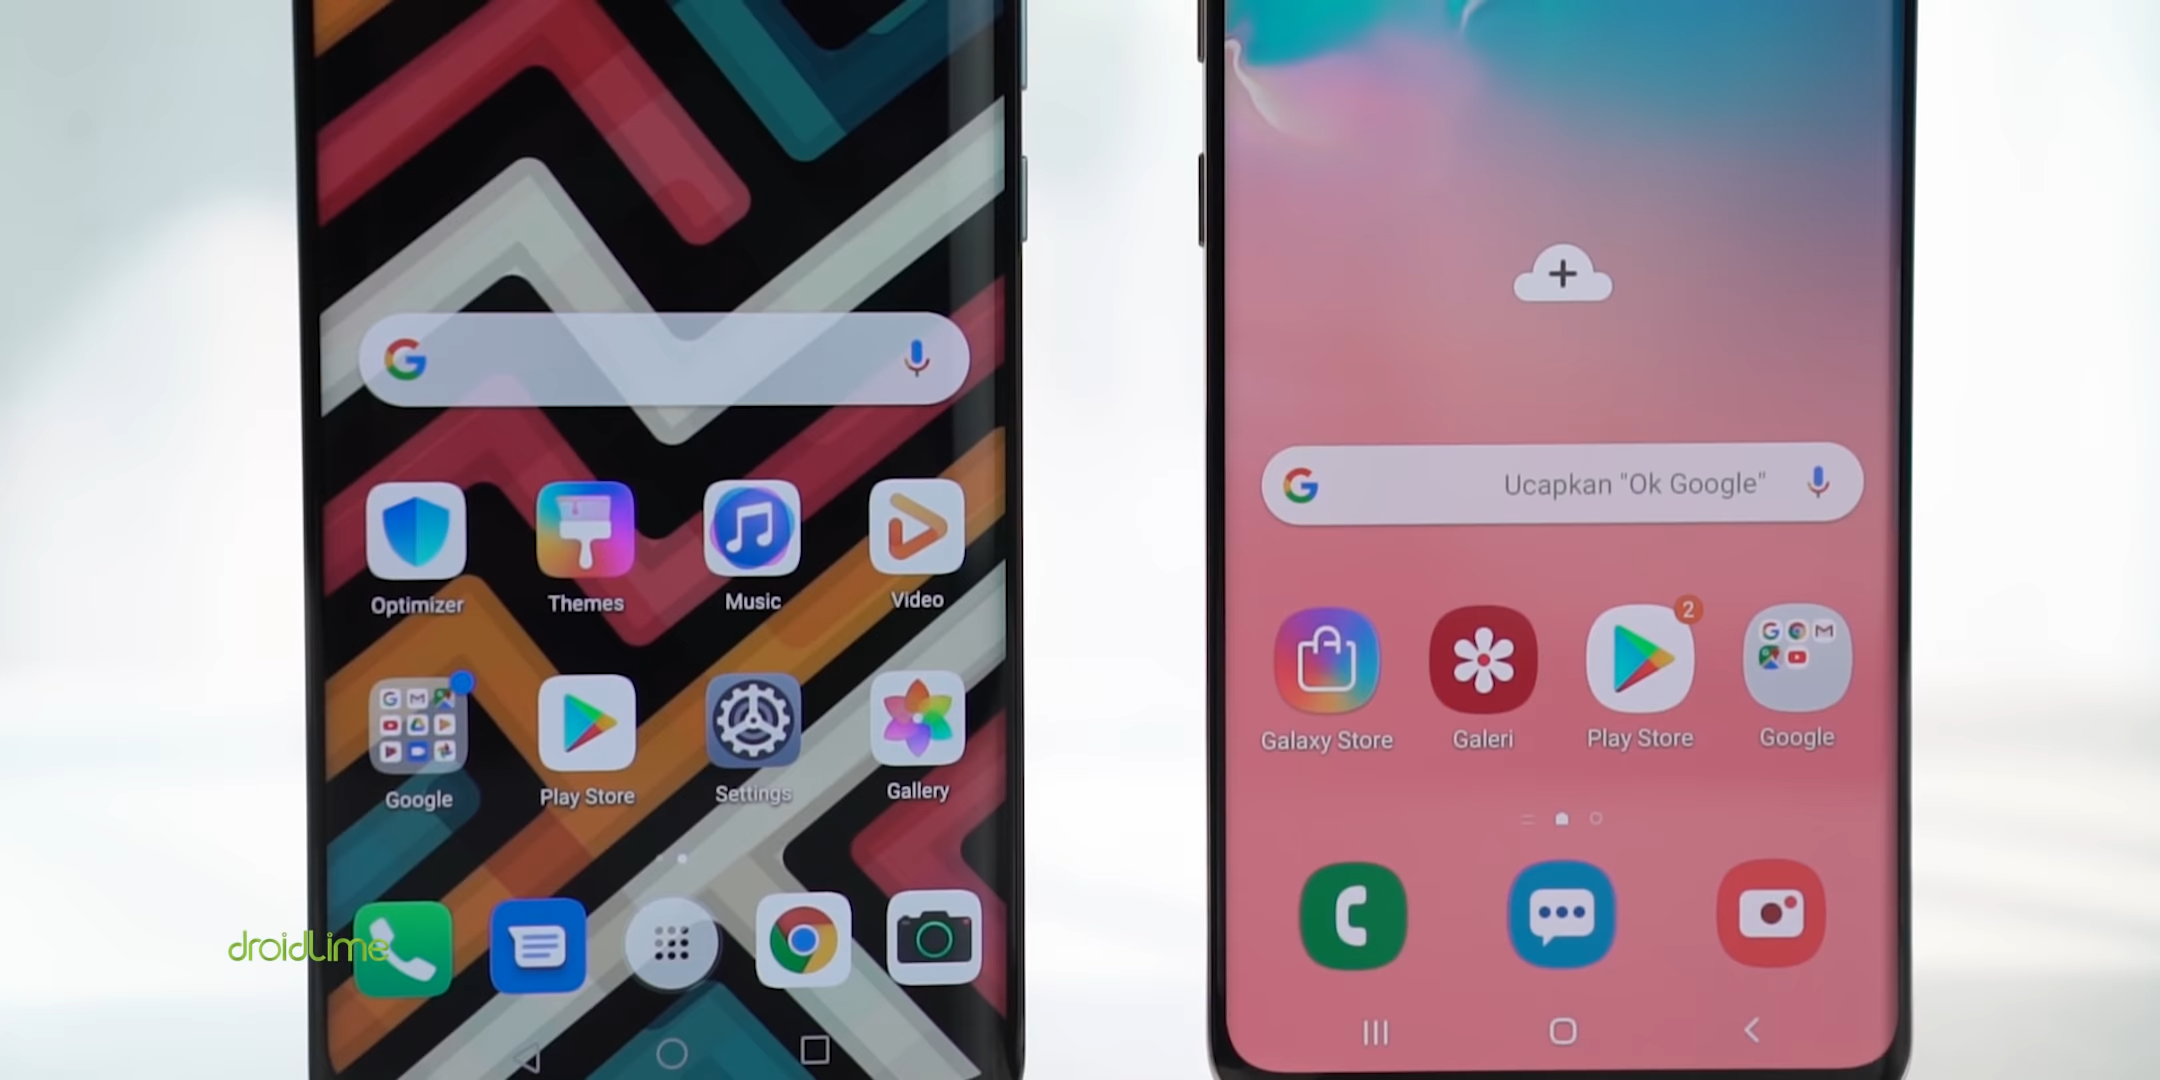 Optimizer
Themes
Music
Video
Google
Play Store
Settings
Gallery
droidlime
Ucapkan "Ok Google"
2
Galaxy Store
Galeri
Play Store
Google